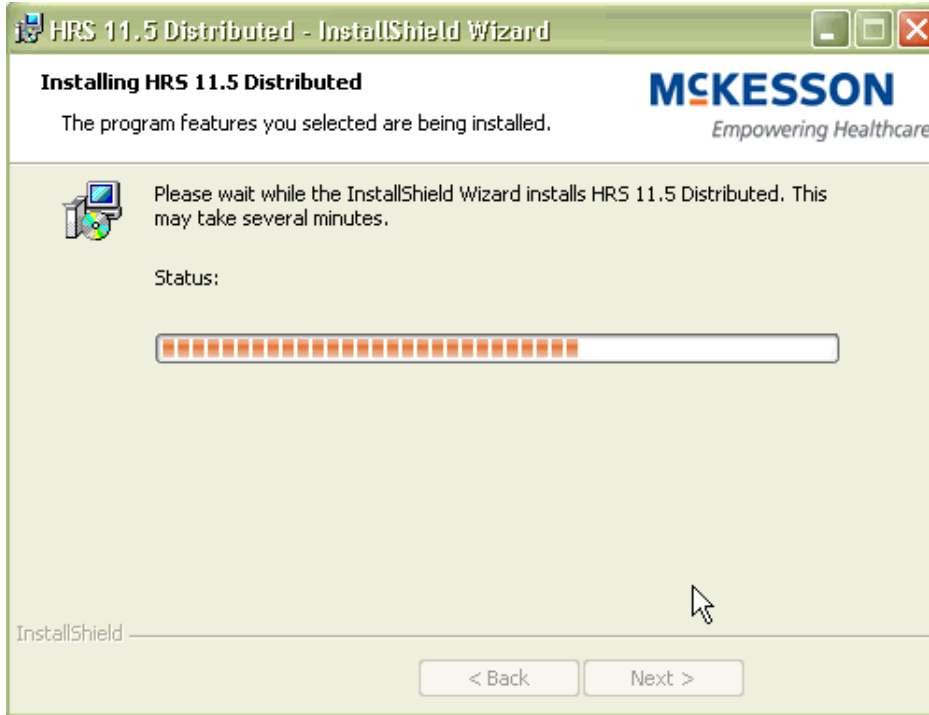 HRS 11.5 Distributed - InstallShield Wizard
Installing HRS 11.5 Distributed
The program features you selected are being installed.
MCKESSON
Empowering Healthcare
Please wait while the InstallShield Wizard installs HRS 11.5 Distributed. This
may take several minutes.
Status:
InstallShield
< Back
Next >